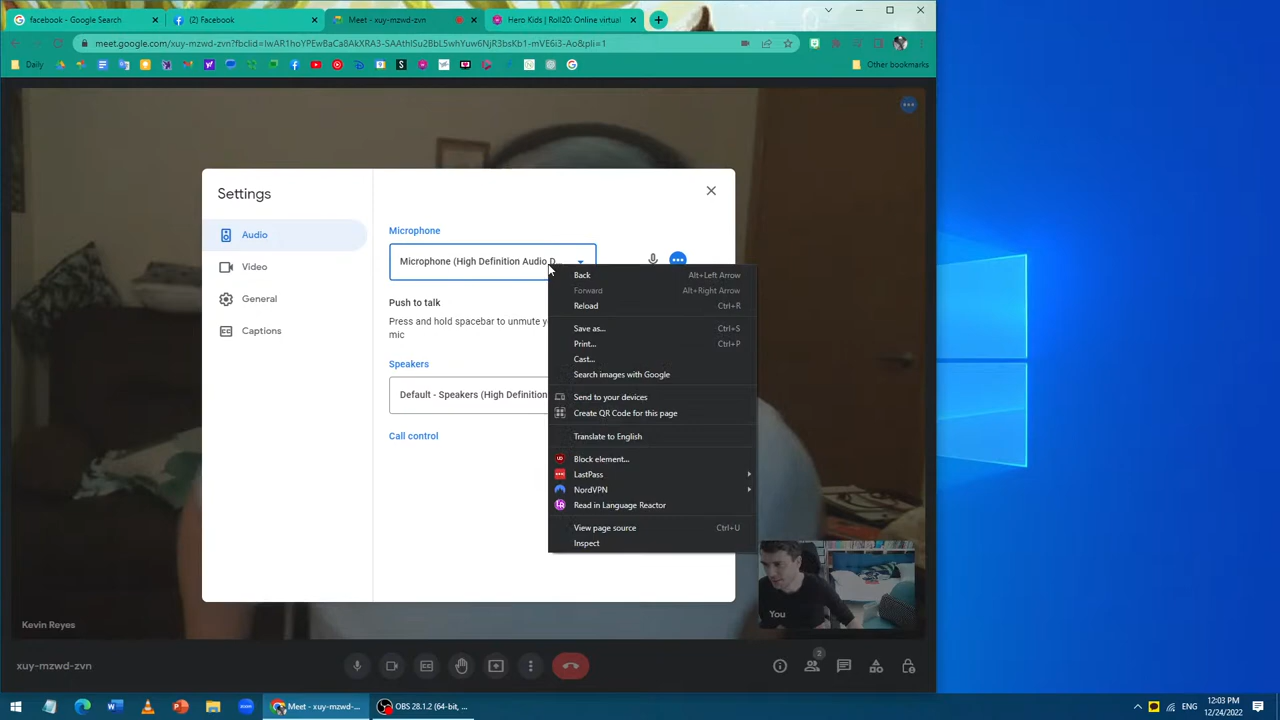 facebook - Google Search
(2) Facebook
Meet - xuy-mzwd-zvn
Hero Kids | Roll20: Online virtual
meet.google.com/xuy-mzwd-zvn?fbclid=IwAR1hoYPEwBaCa8AkXRA3-SAAthISu2BbL5whYuw6NjR3bsKb1-mVE6i3-Ao&pli=1
Daily
Other bookmarks
Settings
Audio
Video
General
Captions
Microphone
Microphone (High Definition Audio D...
Push to talk
Press and hold spacebar to unmute y
mic
Speakers
Default - Speakers (High Definition
Call control
Back Alt+Left Arrow
Forward Alt+Right Arrow
Reload Ctrl+R
Save as... Ctrl+S
Print... Ctrl+P
Cast...
Search images with Google
Send to your devices
Create QR Code for this page
Translate to English
Block element...
LastPass
NordVPN
Read in Language Reactor
View page source Ctrl+U
Inspect
You
Kevin Reyes
xuy-mzwd-zvn
2
Meet - xuy-mzwd-zv...
OBS 28.1.2 (64-bit, ...
ENG
12:03 PM
12/24/2022